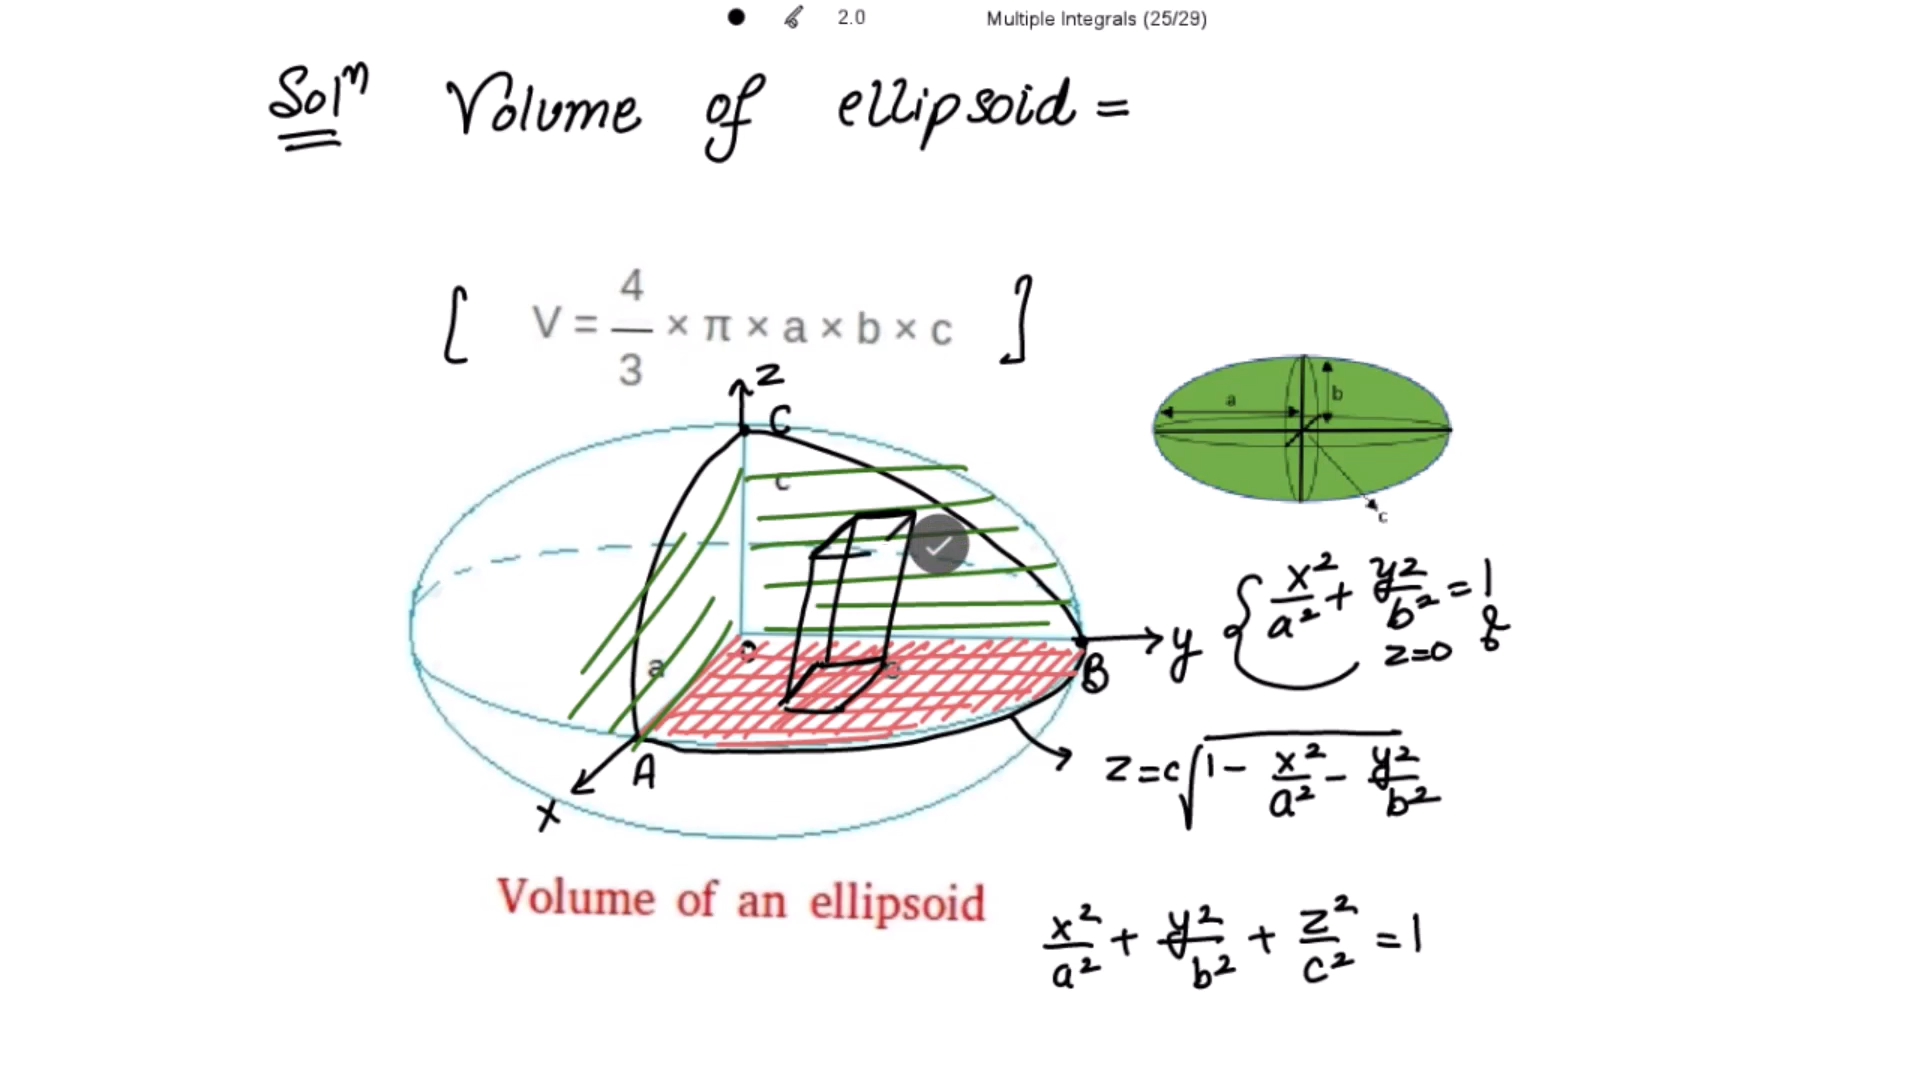 2.0 Multiple Integrals (25/29)
Solⁿ Volume of ellipsoid =
[ V = 4/3 × π × a × b × c ]
z
C
c
a
b
c
a
o
y
B
A
x
{ x²/a² + y²/b² = 1 &
z=0
z=c√(1 - x²/a² - y²/b²)
Volume of an ellipsoid
x²/a² + y²/b² + z²/c² = 1